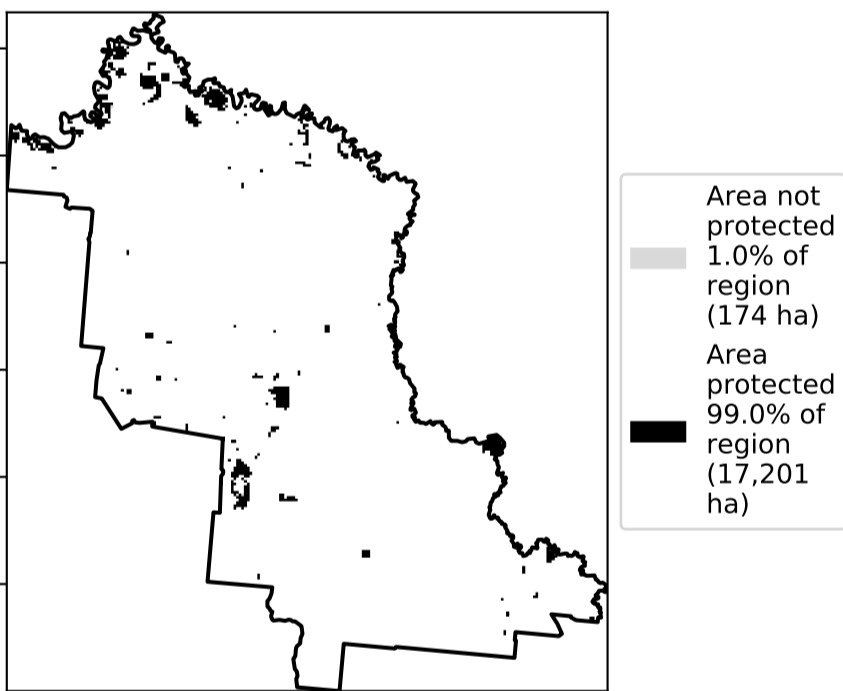 Area not
protected
1.0% of
region
(174 ha)
Area
protected
99.0% of
region
(17,201
ha)